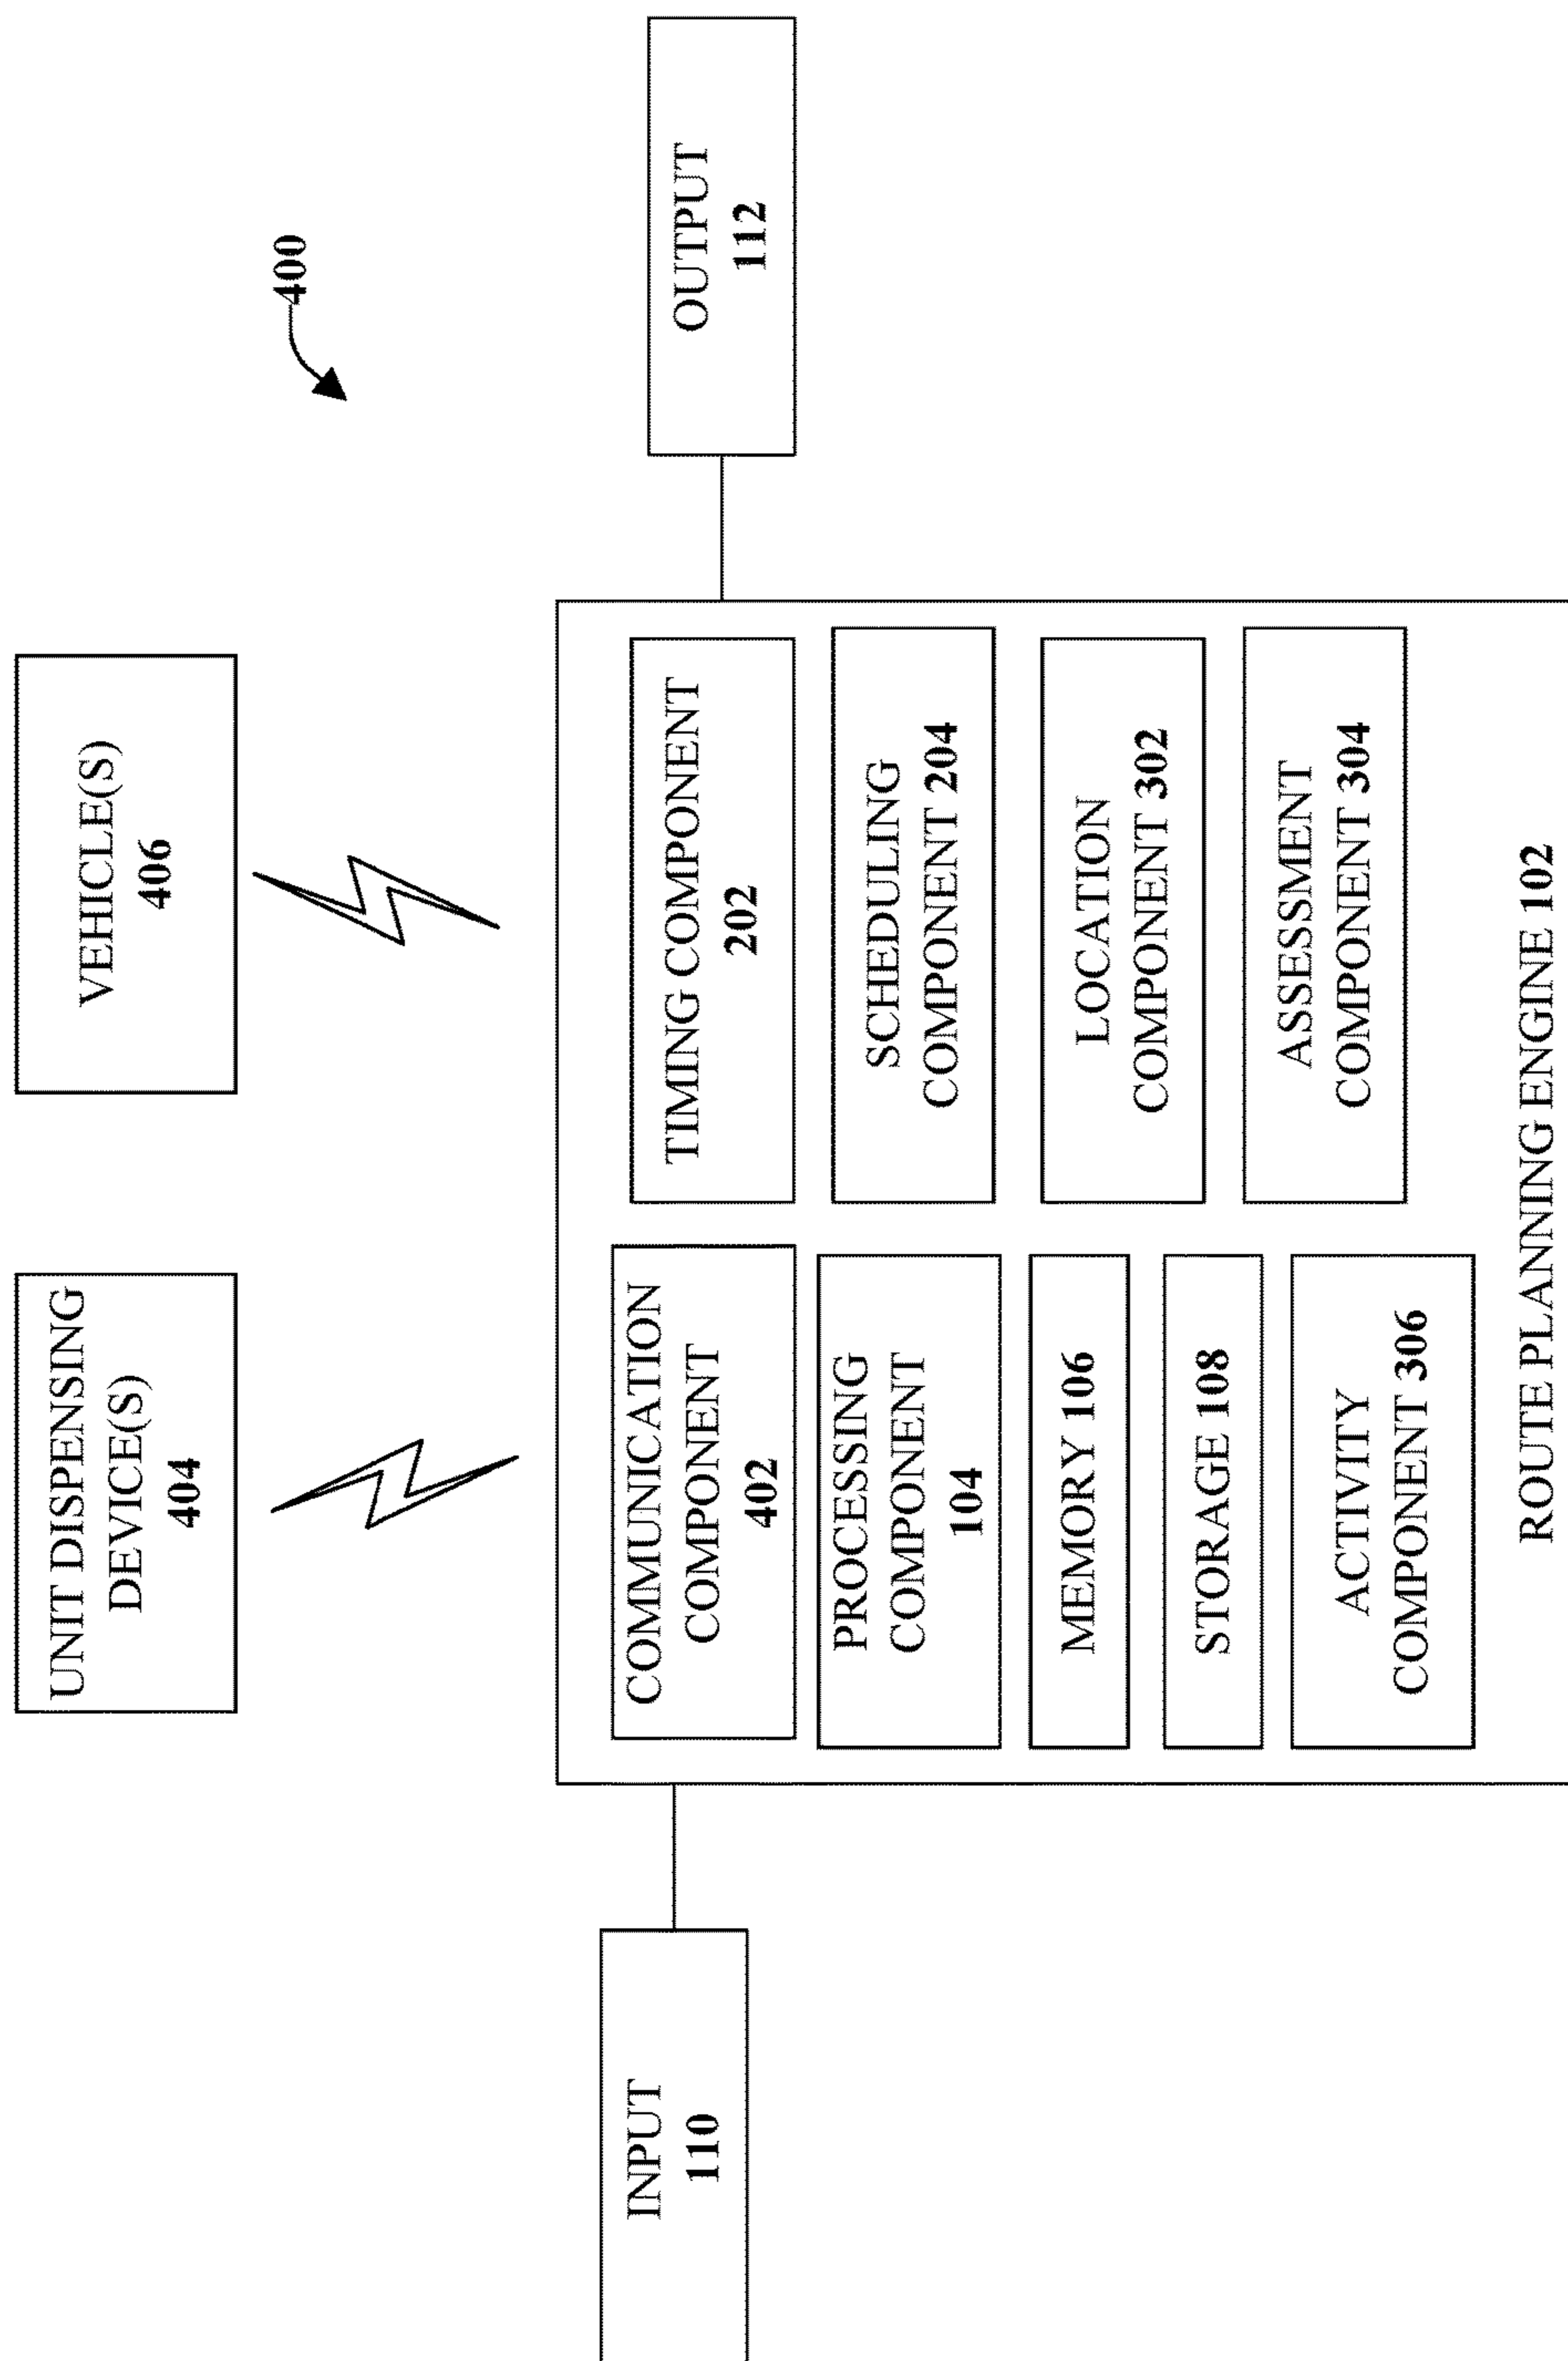 400
UNIT DISPENSING
DEVICE(S)
404
VEHICLE(S)
406
INPUT
110
COMMUNICATION
COMPONENT
402
PROCESSING
COMPONENT
104
MEMORY 106
STORAGE 108
ACTIVITY
COMPONENT 306
TIMING COMPONENT
202
SCHEDULING
COMPONENT 204
LOCATION
COMPONENT 302
ASSESSMENT
COMPONENT 304
ROUTE PLANNING ENGINE 102
OUTPUT
112